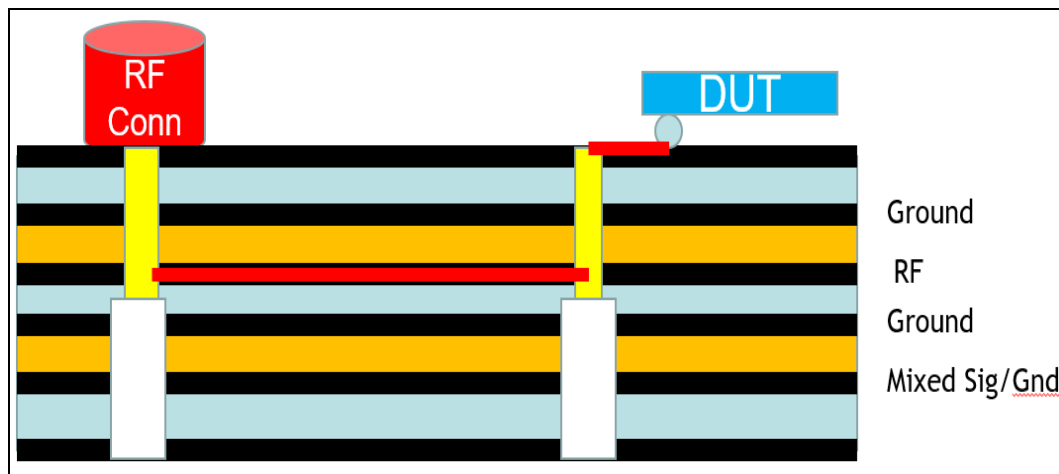 RF
Conn
DUT
Ground
RF
Ground
Mixed Sig/Gnd